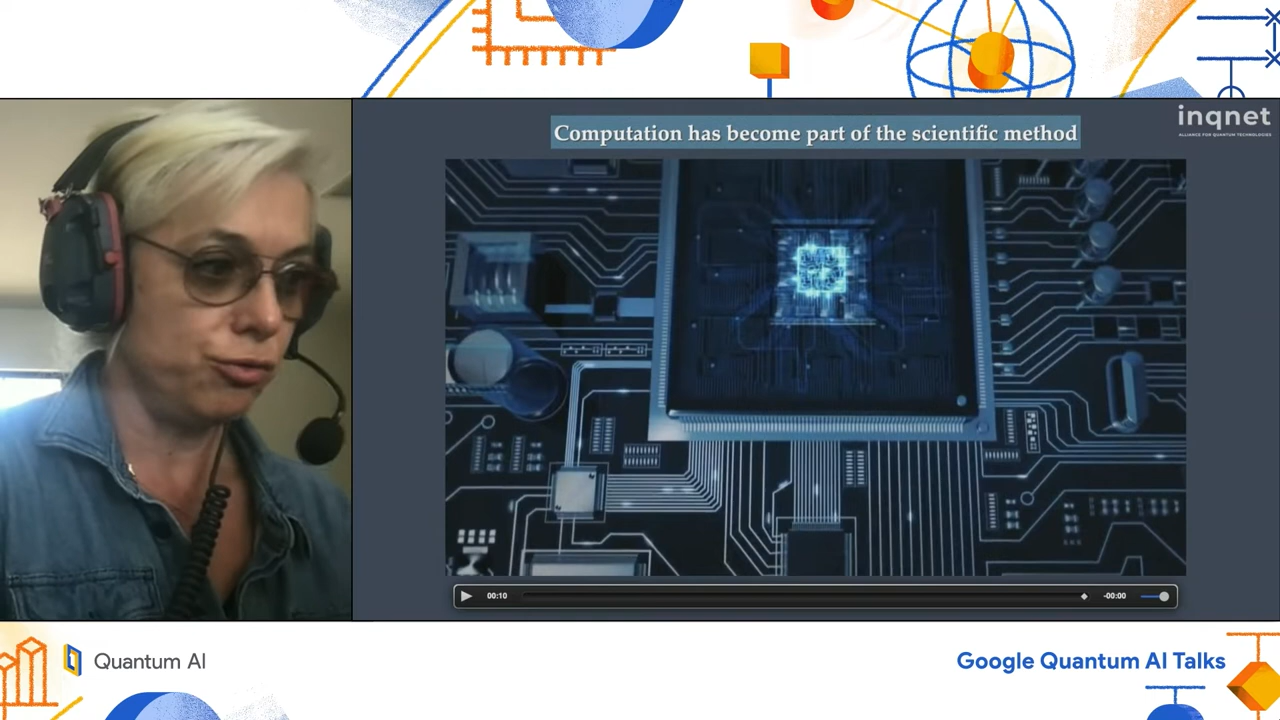 inqnet
ALLIANCE FOR QUANTUM TECHNOLOGIES
Computation has become part of the scientific method
00:10
-00:00
Quantum AI
Google Quantum AI Talks